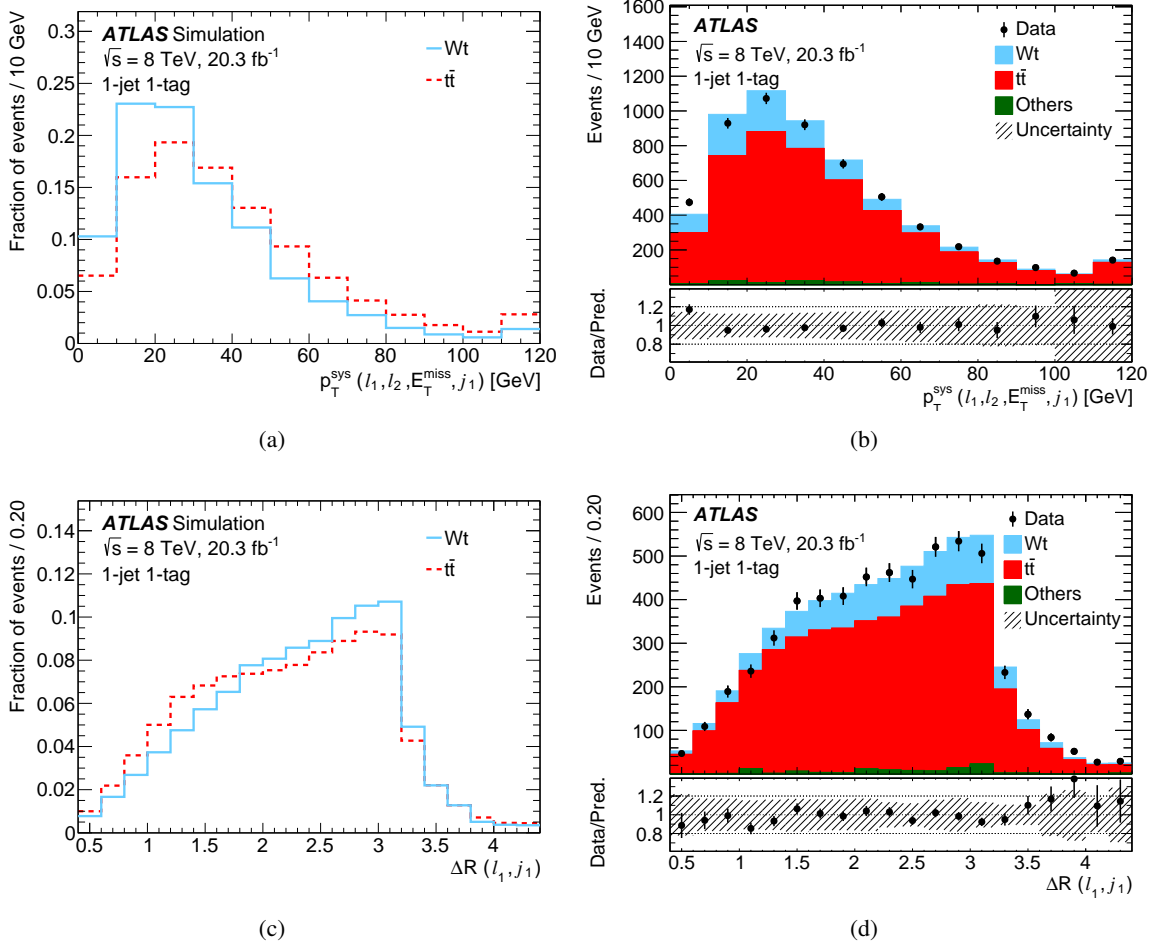 ATLAS Simulation
√s = 8 TeV, 20.3 fb⁻¹
1-jet 1-tag
Wt
tt̄
Fraction of events / 10 GeV
0.3
0.25
0.2
0.15
0.1
0.05
0
0 20 40 60 80 100 120
p_T^sys (l₁, l₂, E_T^miss, j₁) [GeV]
(a)
ATLAS
√s = 8 TeV, 20.3 fb⁻¹
1-jet 1-tag
Data
Wt
tt̄
Others
Uncertainty
Events / 10 GeV
1600
1400
1200
1000
800
600
400
200
Data/Pred.
1.2
1
0.8
0 20 40 60 80 100 120
p_T^sys (l₁, l₂, E_T^miss, j₁) [GeV]
(b)
ATLAS Simulation
√s = 8 TeV, 20.3 fb⁻¹
1-jet 1-tag
Wt
tt̄
Fraction of events / 0.20
0.14
0.12
0.1
0.08
0.06
0.04
0.02
0
0.5 1 1.5 2 2.5 3 3.5 4
ΔR (l₁, j₁)
(c)
ATLAS
√s = 8 TeV, 20.3 fb⁻¹
1-jet 1-tag
Data
Wt
tt̄
Others
Uncertainty
Events / 0.20
600
500
400
300
200
100
Data/Pred.
1.2
1
0.8
0.5 1 1.5 2 2.5 3 3.5 4
ΔR (l₁, j₁)
(d)